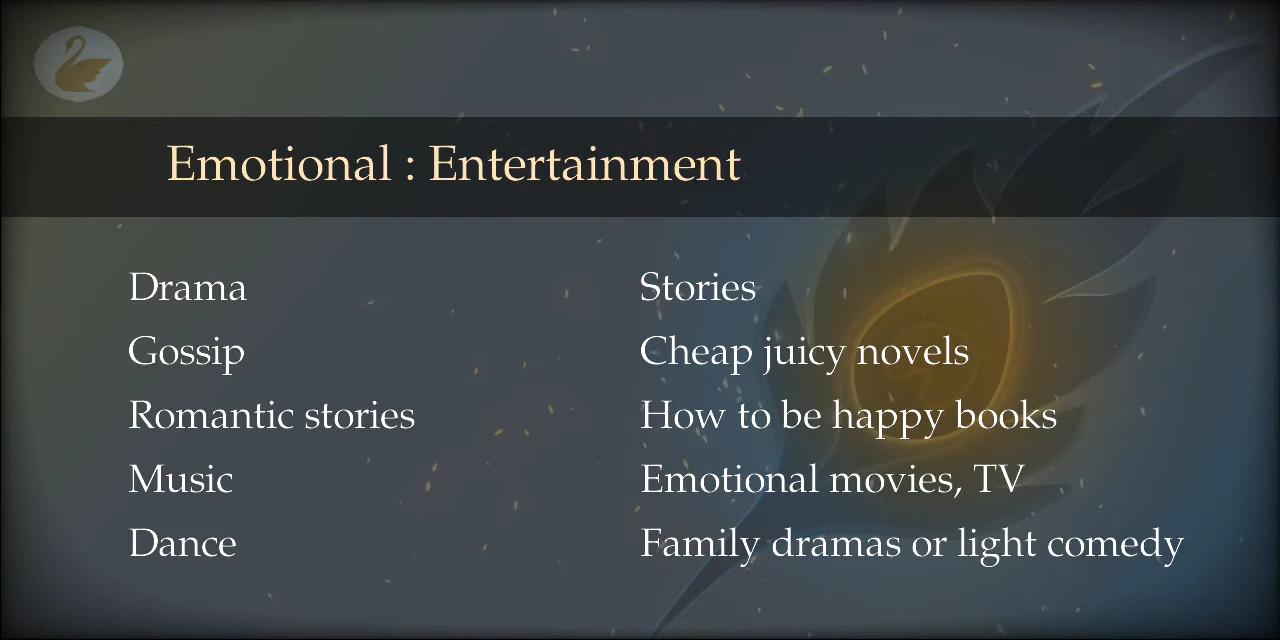 Emotional : Entertainment
Drama
Gossip
Romantic stories
Music
Dance
Stories
Cheap juicy novels
How to be happy books
Emotional movies, TV
Family dramas or light comedy